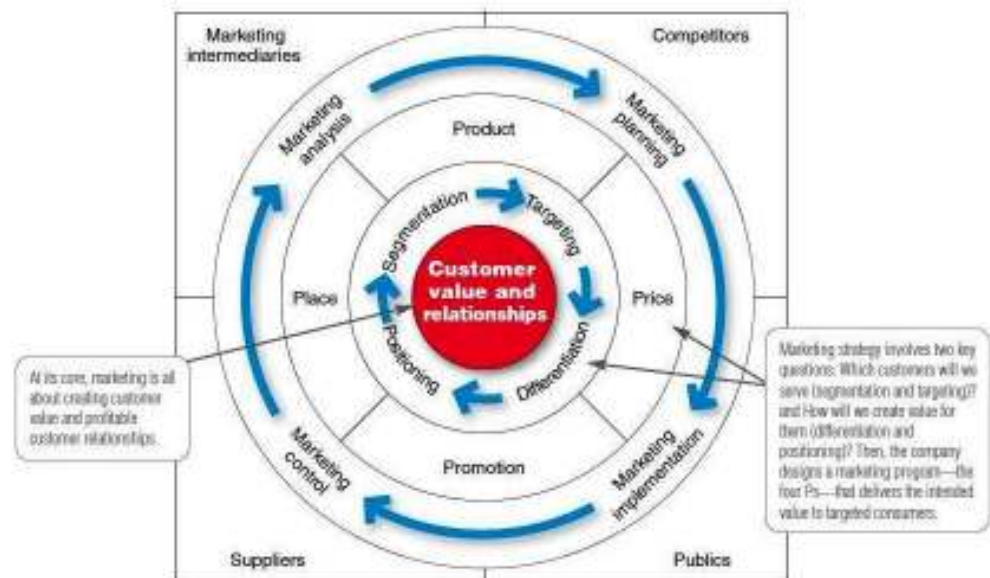 Marketing
intermediaries
Competitors
Marketing
analysis
Marketing
planning
Product
Segmentation
Targeting
Customer
value and
relationships
Place
Price
Positioning
Differentiation
At its core, marketing is all
about creating customer
value and profitable
customer relationships.
Marketing strategy involves two key
questions: Which customers will we
serve (segmentation and targeting)?
and How will we create value for
them (differentiation and
positioning)? Then, the company
designs a marketing program—the
four Ps—that delivers the intended
value to targeted consumers.
Marketing
control
Promotion
Marketing
implementation
Suppliers
Publics